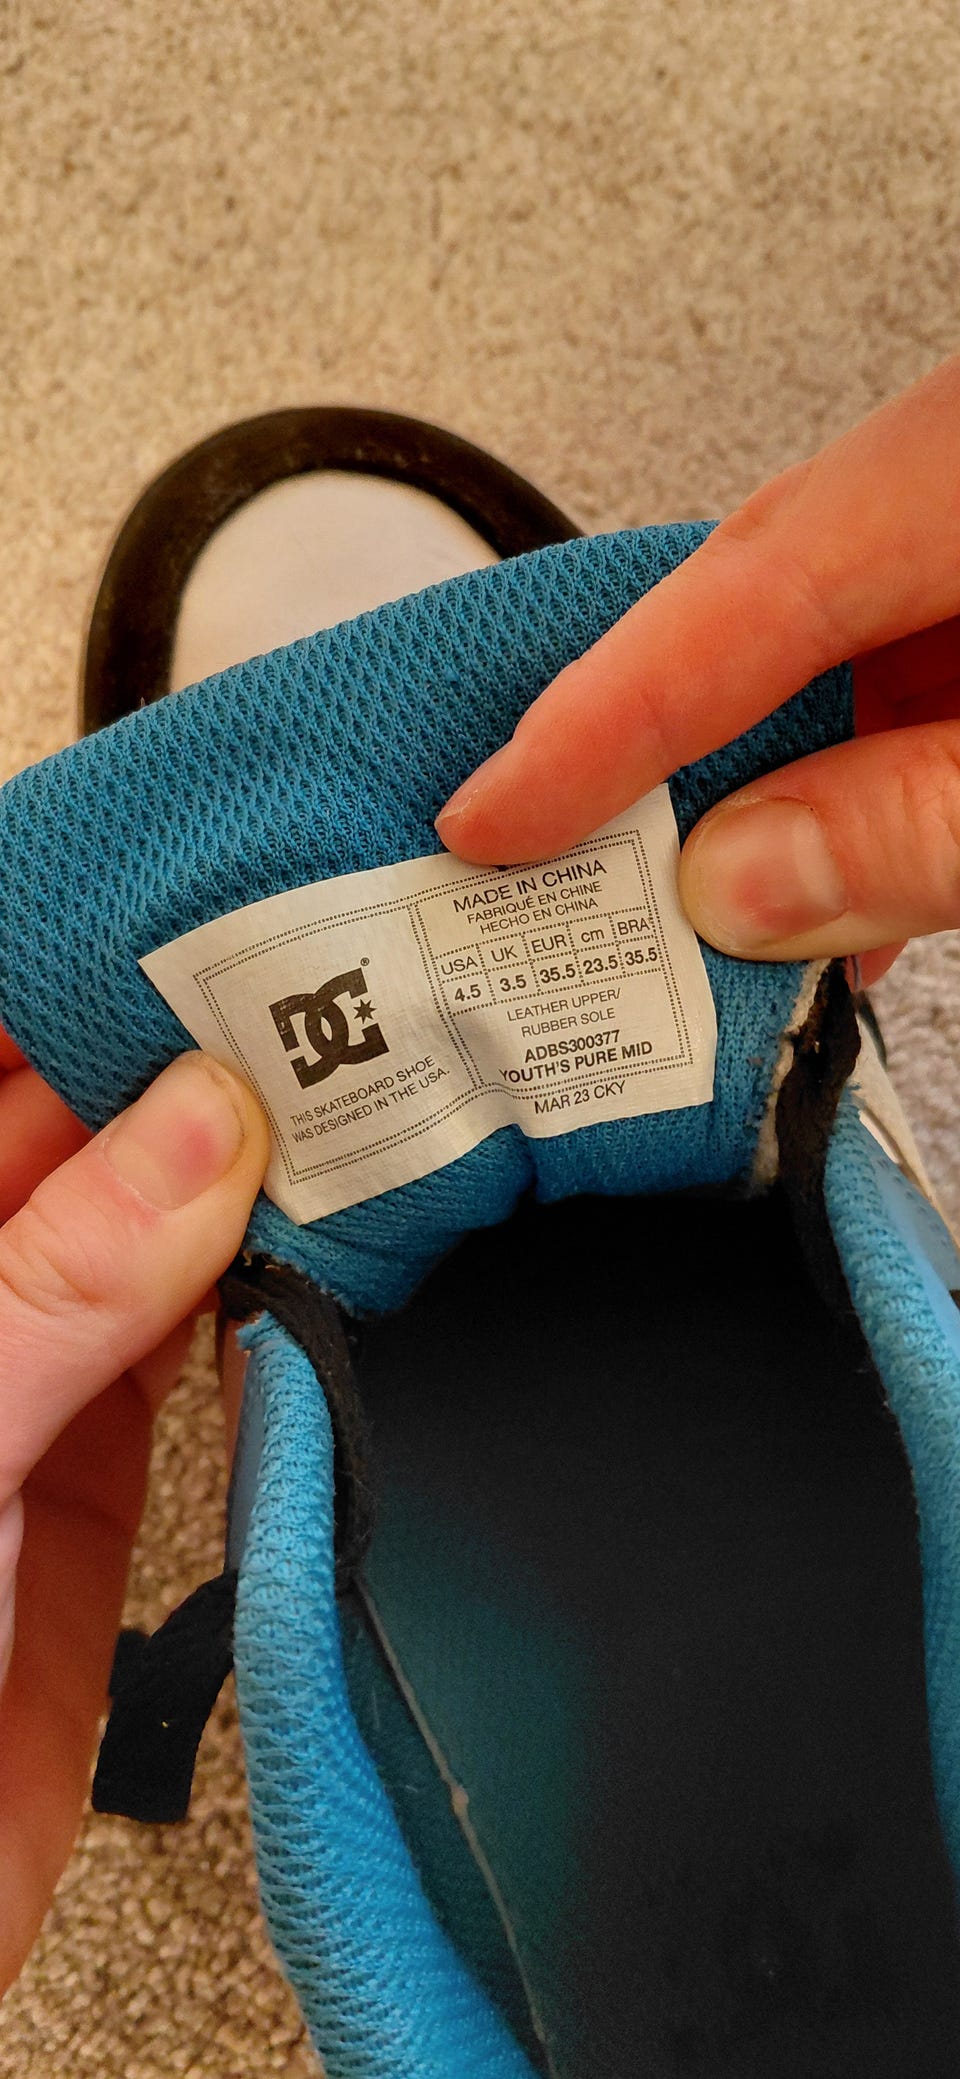 DC®
THIS SKATEBOARD SHOE
WAS DESIGNED IN THE USA.
MADE IN CHINA
FABRIQUÉ EN CHINE
HECHO EN CHINA
USA UK EUR cm BRA
4.5 3.5 35.5 23.5 35.5
LEATHER UPPER/
RUBBER SOLE
ADBS300377
YOUTH'S PURE MID
MAR 23 CKY